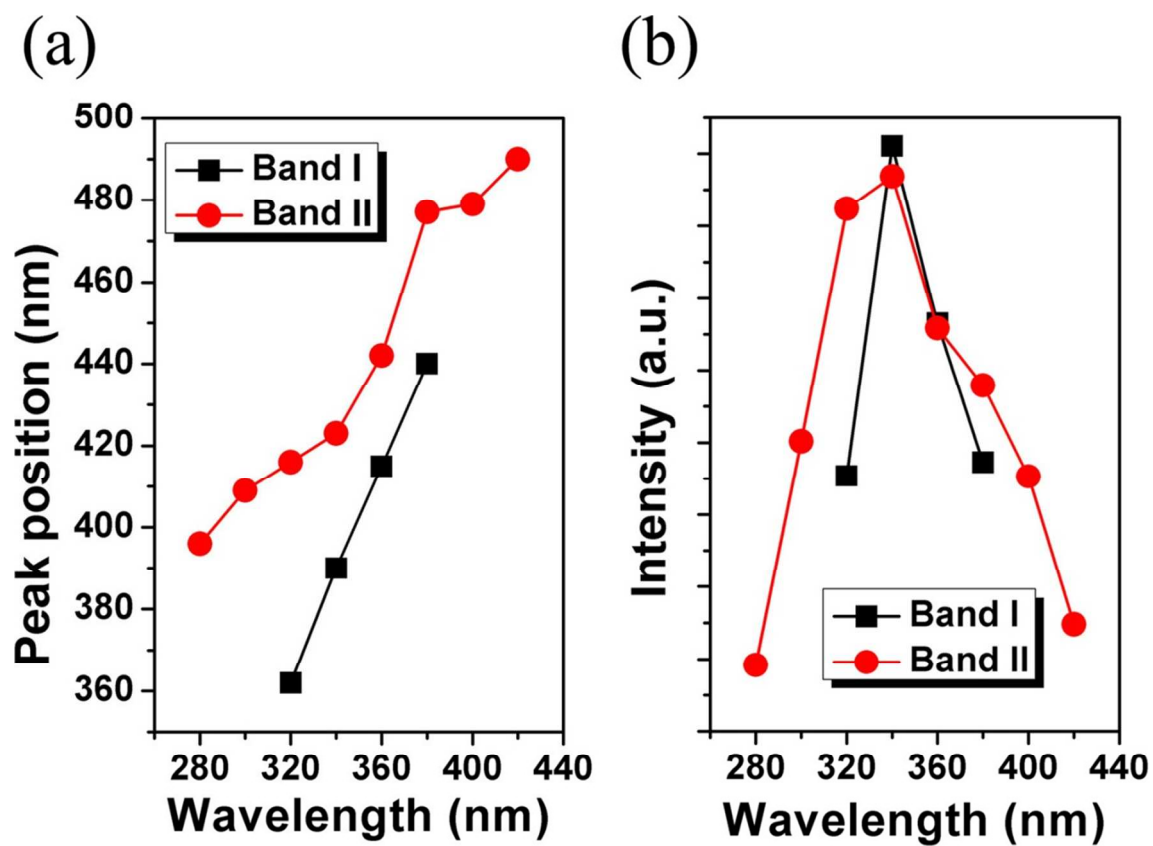 (a)
(b)
500
480
460
440
420
400
380
360
Peak position (nm)
Band I
Band II
280
320
360
400
440
Wavelength (nm)
Intensity (a.u.)
Band I
Band II
280
320
360
400
440
Wavelength (nm)